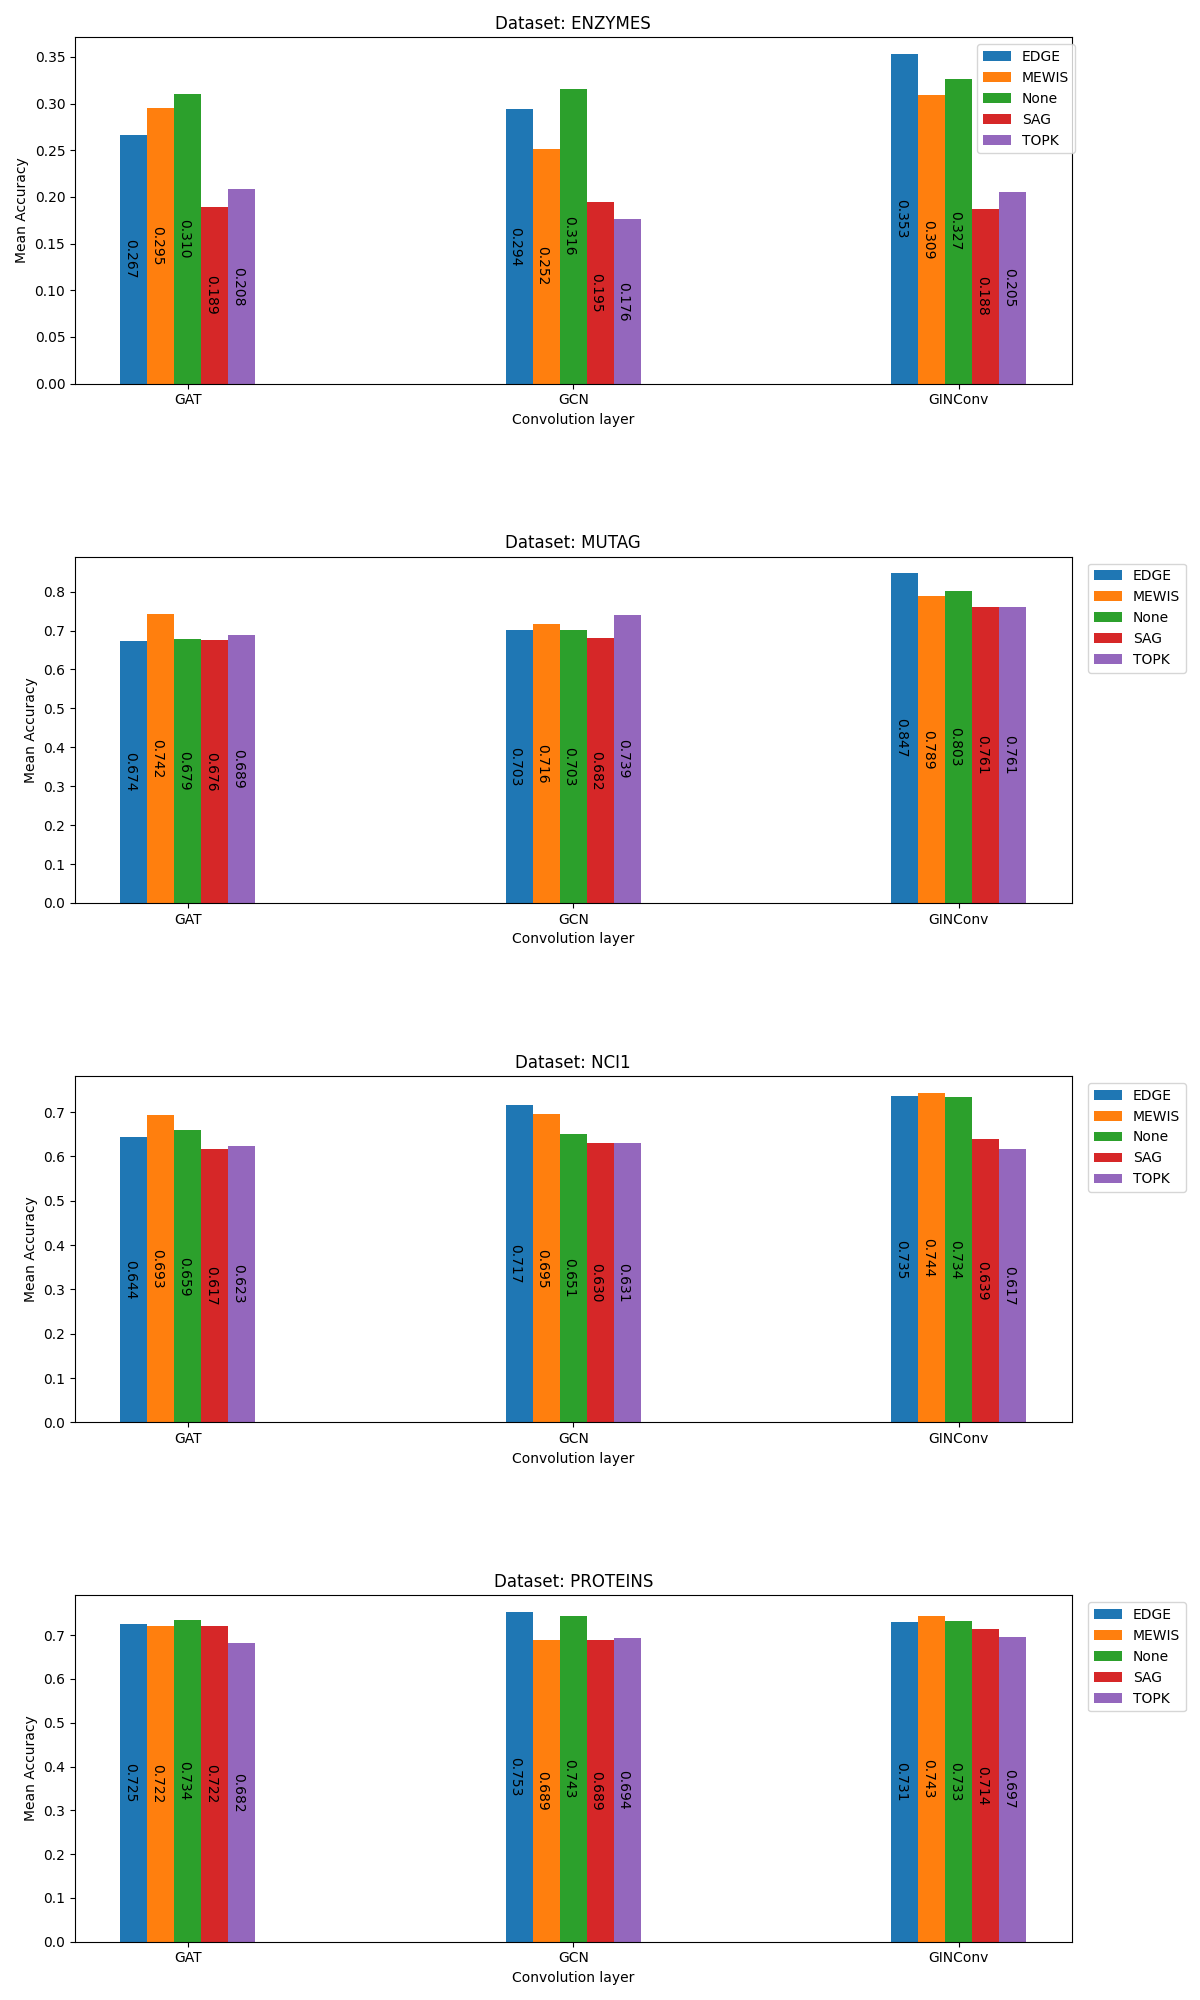 Dataset: ENZYMES
Mean Accuracy
0.35
0.30
0.25
0.20
0.15
0.10
0.05
0.00
0.267
0.295
0.310
0.189
0.208
0.294
0.252
0.316
0.195
0.176
0.353
0.309
0.327
0.188
0.205
EDGE
MEWIS
None
SAG
TOPK
GAT
GCN
GINConv
Convolution layer
Dataset: MUTAG
Mean Accuracy
0.8
0.7
0.6
0.5
0.4
0.3
0.2
0.1
0.0
0.674
0.742
0.679
0.676
0.689
0.703
0.716
0.703
0.682
0.739
0.847
0.789
0.803
0.761
0.761
EDGE
MEWIS
None
SAG
TOPK
GAT
GCN
GINConv
Convolution layer
Dataset: NCI1
Mean Accuracy
0.7
0.6
0.5
0.4
0.3
0.2
0.1
0.0
0.644
0.693
0.659
0.617
0.623
0.717
0.695
0.651
0.630
0.631
0.735
0.744
0.734
0.639
0.617
EDGE
MEWIS
None
SAG
TOPK
GAT
GCN
GINConv
Convolution layer
Dataset: PROTEINS
Mean Accuracy
0.7
0.6
0.5
0.4
0.3
0.2
0.1
0.0
0.725
0.722
0.734
0.722
0.682
0.753
0.689
0.743
0.689
0.694
0.731
0.743
0.733
0.714
0.697
EDGE
MEWIS
None
SAG
TOPK
GAT
GCN
GINConv
Convolution layer